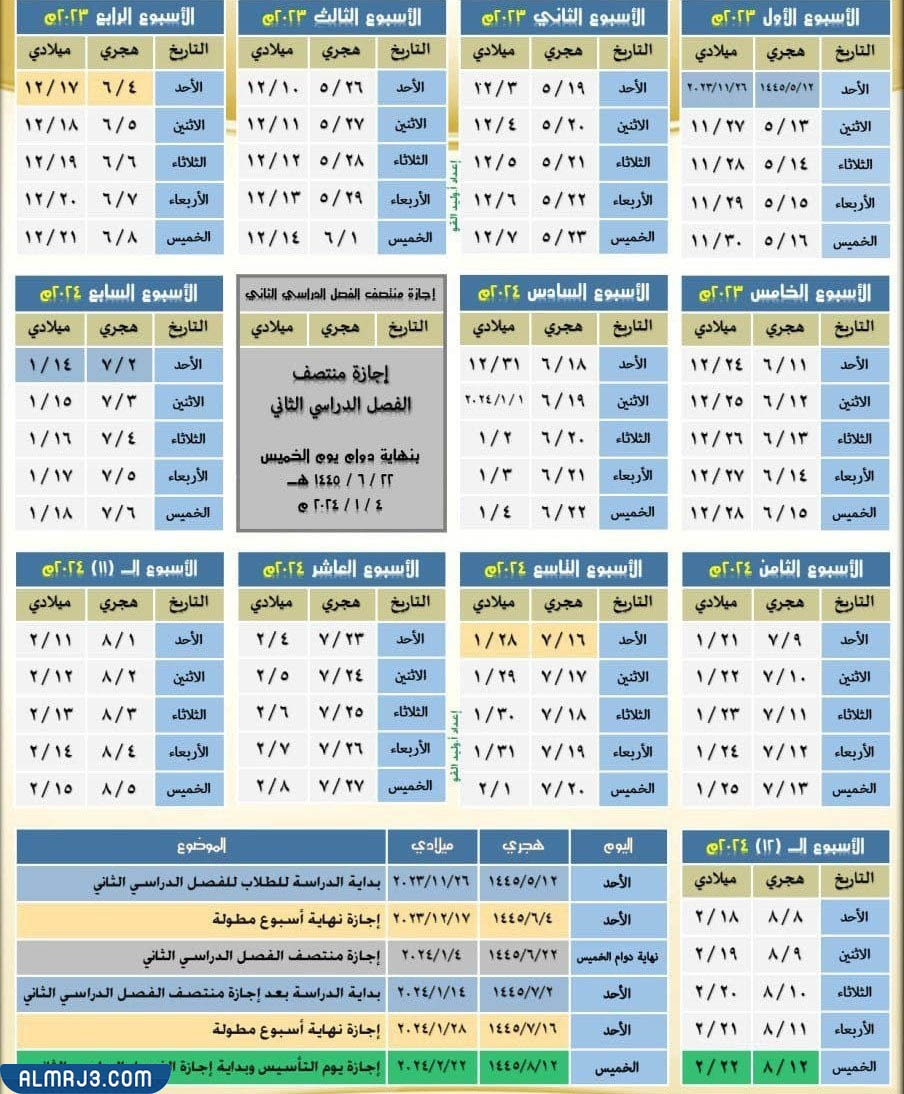 الأسبوع الأول ٢٠٢٣م
التاريخ هجري ميلادي
الأحد ١٤٤٥/٥/١٢ ٢٠٢٣/١١/٢٦
الاثنين ٥/١٣ ١١/٢٧
الثلاثاء ٥/١٤ ١١/٢٨
الأربعاء ٥/١٥ ١١/٢٩
الخميس ٥/١٦ ١١/٣٠
الأسبوع الثاني ٢٠٢٣م
التاريخ هجري ميلادي
الأحد ٥/١٩ ١٢/٣
الاثنين ٥/٢٠ ١٢/٤
الثلاثاء ٥/٢١ ١٢/٥
الأربعاء ٥/٢٢ ١٢/٦
الخميس ٥/٢٣ ١٢/٧
إعداد أ.وليد القو
الأسبوع الثالث ٢٠٢٣م
التاريخ هجري ميلادي
الأحد ٥/٢٦ ١٢/١٠
الاثنين ٥/٢٧ ١٢/١١
الثلاثاء ٥/٢٨ ١٢/١٢
الأربعاء ٥/٢٩ ١٢/١٣
الخميس ٦/١ ١٢/١٤
الأسبوع الرابع ٢٠٢٣م
التاريخ هجري ميلادي
الأحد ٦/٤ ١٢/١٧
الاثنين ٦/٥ ١٢/١٨
الثلاثاء ٦/٦ ١٢/١٩
الأربعاء ٦/٧ ١٢/٢٠
الخميس ٦/٨ ١٢/٢١
الأسبوع الخامس ٢٠٢٣م
التاريخ هجري ميلادي
الأحد ٦/١١ ١٢/٢٤
الاثنين ٦/١٢ ١٢/٢٥
الثلاثاء ٦/١٣ ١٢/٢٦
الأربعاء ٦/١٤ ١٢/٢٧
الخميس ٦/١٥ ١٢/٢٨
الأسبوع السادس ٢٠٢٤م
التاريخ هجري ميلادي
الأحد ٦/١٨ ١٢/٣١
الاثنين ٦/١٩ ٢٠٢٤/١/١
الثلاثاء ٦/٢٠ ١/٢
الأربعاء ٦/٢١ ١/٣
الخميس ٦/٢٢ ١/٤
إجازة منتصف الفصل الدراسي الثاني
التاريخ هجري ميلادي
إجازة منتصف
الفصل الدراسي الثاني
بنهاية دوام يوم الخميس
٢٢ / ٦ / ١٤٤٥ هـ
٤ / ١ / ٢٠٢٤ م
الأسبوع السابع ٢٠٢٤م
التاريخ هجري ميلادي
الأحد ٧/٢ ١/١٤
الاثنين ٧/٣ ١/١٥
الثلاثاء ٧/٤ ١/١٦
الأربعاء ٧/٥ ١/١٧
الخميس ٧/٦ ١/١٨
الأسبوع الثامن ٢٠٢٤م
التاريخ هجري ميلادي
الأحد ٧/٩ ١/٢١
الاثنين ٧/١٠ ١/٢٢
الثلاثاء ٧/١١ ١/٢٣
الأربعاء ٧/١٢ ١/٢٤
الخميس ٧/١٣ ١/٢٥
الأسبوع التاسع ٢٠٢٤م
التاريخ هجري ميلادي
الأحد ٧/١٦ ١/٢٨
الاثنين ٧/١٧ ١/٢٩
الثلاثاء ٧/١٨ ١/٣٠
الأربعاء ٧/١٩ ١/٣١
الخميس ٧/٢٠ ٢/١
إعداد أ.وليد القو
الأسبوع العاشر ٢٠٢٤م
التاريخ هجري ميلادي
الأحد ٧/٢٣ ٢/٤
الاثنين ٧/٢٤ ٢/٥
الثلاثاء ٧/٢٥ ٢/٦
الأربعاء ٧/٢٦ ٢/٧
الخميس ٧/٢٧ ٢/٨
الأسبوع الـ (١١) ٢٠٢٤م
التاريخ هجري ميلادي
الأحد ٨/١ ٢/١١
الاثنين ٨/٢ ٢/١٢
الثلاثاء ٨/٣ ٢/١٣
الأربعاء ٨/٤ ٢/١٤
الخميس ٨/٥ ٢/١٥
الأسبوع الـ (١٢) ٢٠٢٤م
التاريخ هجري ميلادي
الأحد ٨/٨ ٢/١٨
الاثنين ٨/٩ ٢/١٩
الثلاثاء ٨/١٠ ٢/٢٠
الأربعاء ٨/١١ ٢/٢١
الخميس ٨/١٢ ٢/٢٢
اليوم هجري ميلادي الموضوع
الأحد ١٤٤٥/٥/١٢ ٢٠٢٣/١١/٢٦ بداية الدراسة للطلاب للفصل الدراسي الثاني
الأحد ١٤٤٥/٦/٤ ٢٠٢٣/١٢/١٧ إجازة نهاية أسبوع مطولة
نهاية دوام الخميس ١٤٤٥/٦/٢٢ ٢٠٢٤/١/٤ إجازة منتصف الفصل الدراسي الثاني
الأحد ١٤٤٥/٧/٢ ٢٠٢٤/١/١٤ بداية الدراسة بعد إجازة منتصف الفصل الدراسي الثاني
الأحد ١٤٤٥/٧/١٦ ٢٠٢٤/١/٢٨ إجازة نهاية أسبوع مطولة
الخميس ١٤٤٥/٨/١٢ ٢٠٢٤/٢/٢٢ إجازة يوم التأسيس وبداية إجازة
ALMRJ3.COM